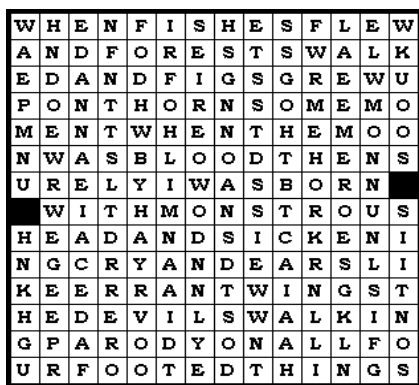 WHENFISHESFLEW
ANDFORESTSWALK
EDANDFIGSGREWU
PONTHORNSOMEMO
MENTWHENTHEMOO
NWASBLOODTHENS
URELYIWASBORN
WITHMONSTROUS
HEADANDSICKENI
NGCRYANDEARSLI
KEERRANTWINGST
HEDEVILSWALKIN
GPARODYONALLFO
URFOOTEDTHINGS